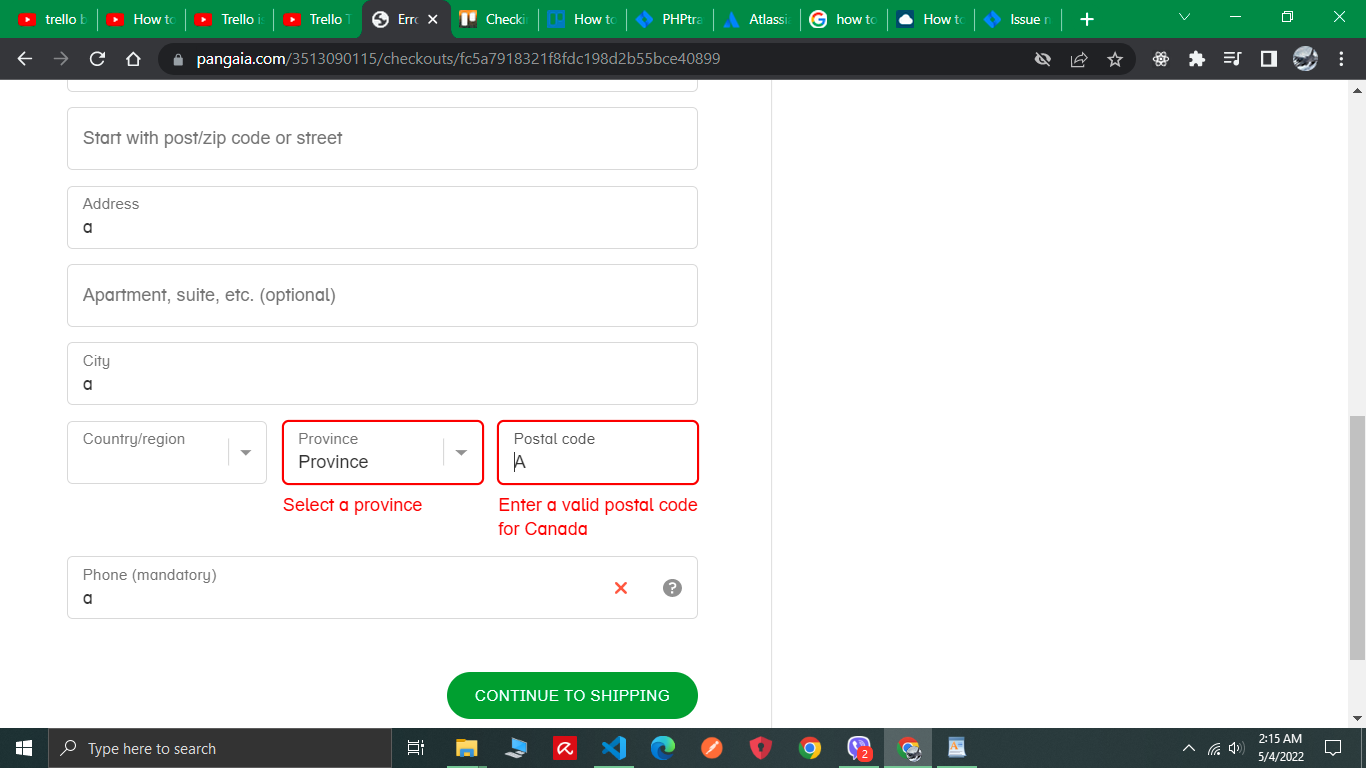 trello b
How to
Trello is
Trello T
Erro
Checkin
How to
PHPtra
Atlassia
how to
How to
Issue n
pangaia.com/3513090115/checkouts/fc5a7918321f8fdc198d2b55bce40899
Start with post/zip code or street
Address
a
Apartment, suite, etc. (optional)
City
a
Country/region
Province
Province
Postal code
A
Select a province
Enter a valid postal code
for Canada
Phone (mandatory)
a
?
CONTINUE TO SHIPPING
Type here to search
2
2:15 AM
5/4/2022